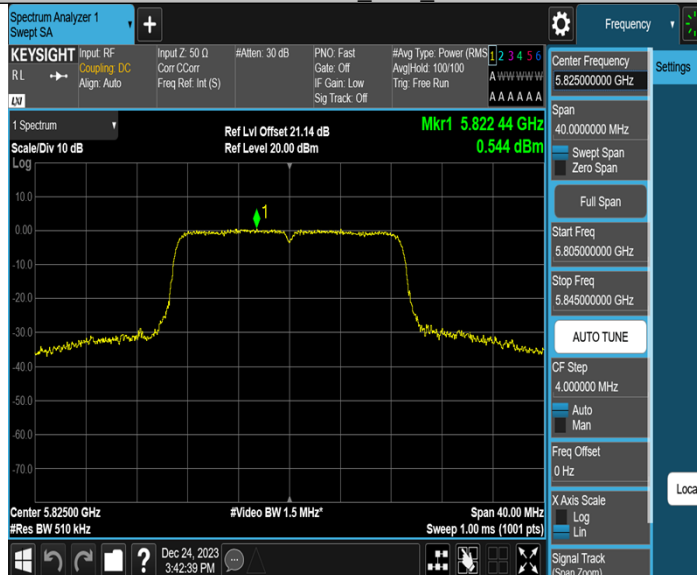 Spectrum Analyzer 1
Swept SA
Frequency
KEYSIGHT
RL
LXI
Input: RF
Coupling: DC
Align: Auto
Input Z: 50 Ω
Corr CCorr
Freq Ref: Int (S)
#Atten: 30 dB
PNO: Fast
Gate: Off
IF Gain: Low
Sig Track: Off
#Avg Type: Power (RMS
Avg|Hold: 100/100
Trig: Free Run
1 2 3 4 5 6
A W W W W W
A A A A A A
Center Frequency
5.825000000 GHz
Settings
1 Spectrum
Scale/Div 10 dB
Ref Lvl Offset 21.14 dB
Ref Level 20.00 dBm
Mkr1 5.822 44 GHz
0.544 dBm
Log
10.0
0.00
-10.0
-20.0
-30.0
-40.0
-50.0
-60.0
-70.0
1
Span
40.0000000 MHz
Swept Span
Zero Span
Full Span
Start Freq
5.805000000 GHz
Stop Freq
5.845000000 GHz
AUTO TUNE
CF Step
4.000000 MHz
Auto
Man
Freq Offset
0 Hz
X Axis Scale
Log
Lin
Signal Track
(Span Zoom)
Loca
Center 5.82500 GHz
#Res BW 510 kHz
#Video BW 1.5 MHz*
Span 40.00 MHz
Sweep 1.00 ms (1001 pts)
?
Dec 24, 2023
3:42:39 PM